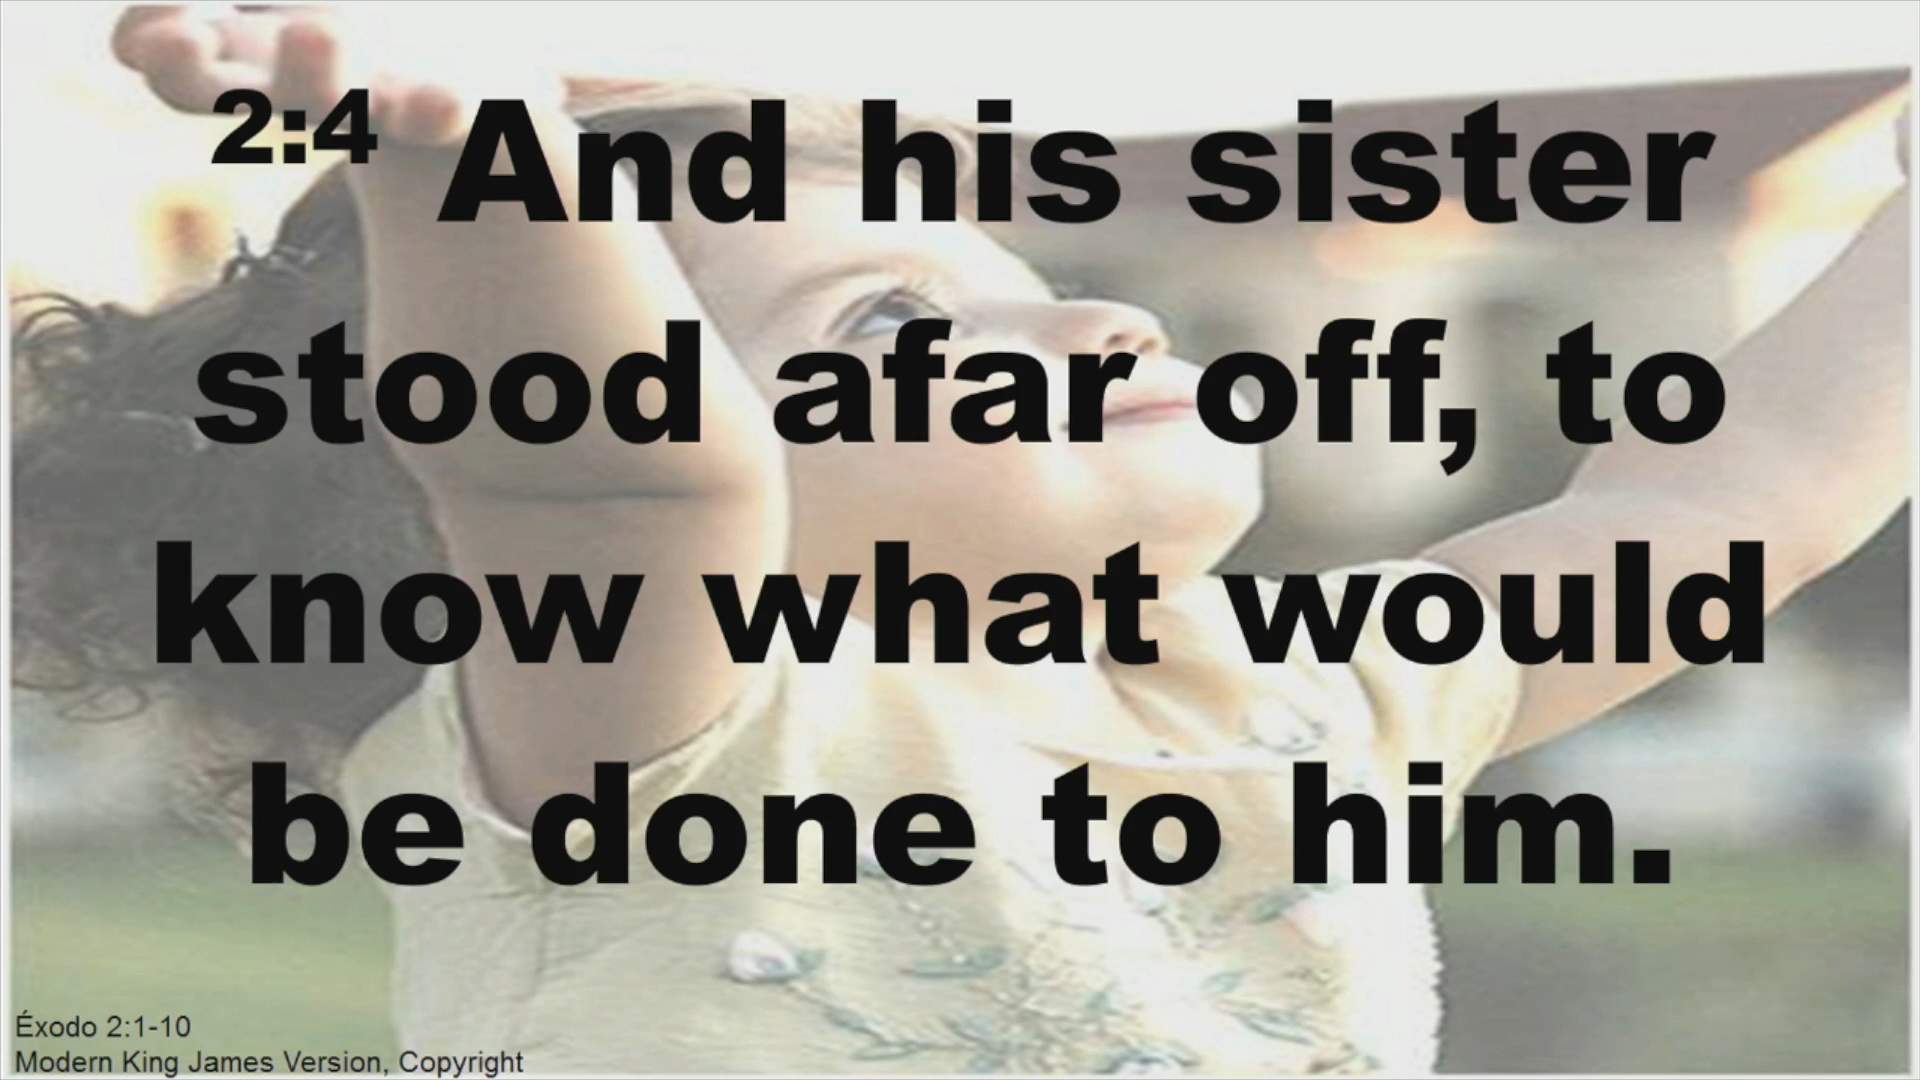 2:4 And his sister
stood afar off, to
know what would
be done to him.
Éxodo 2:1-10
Modern King James Version, Copyright